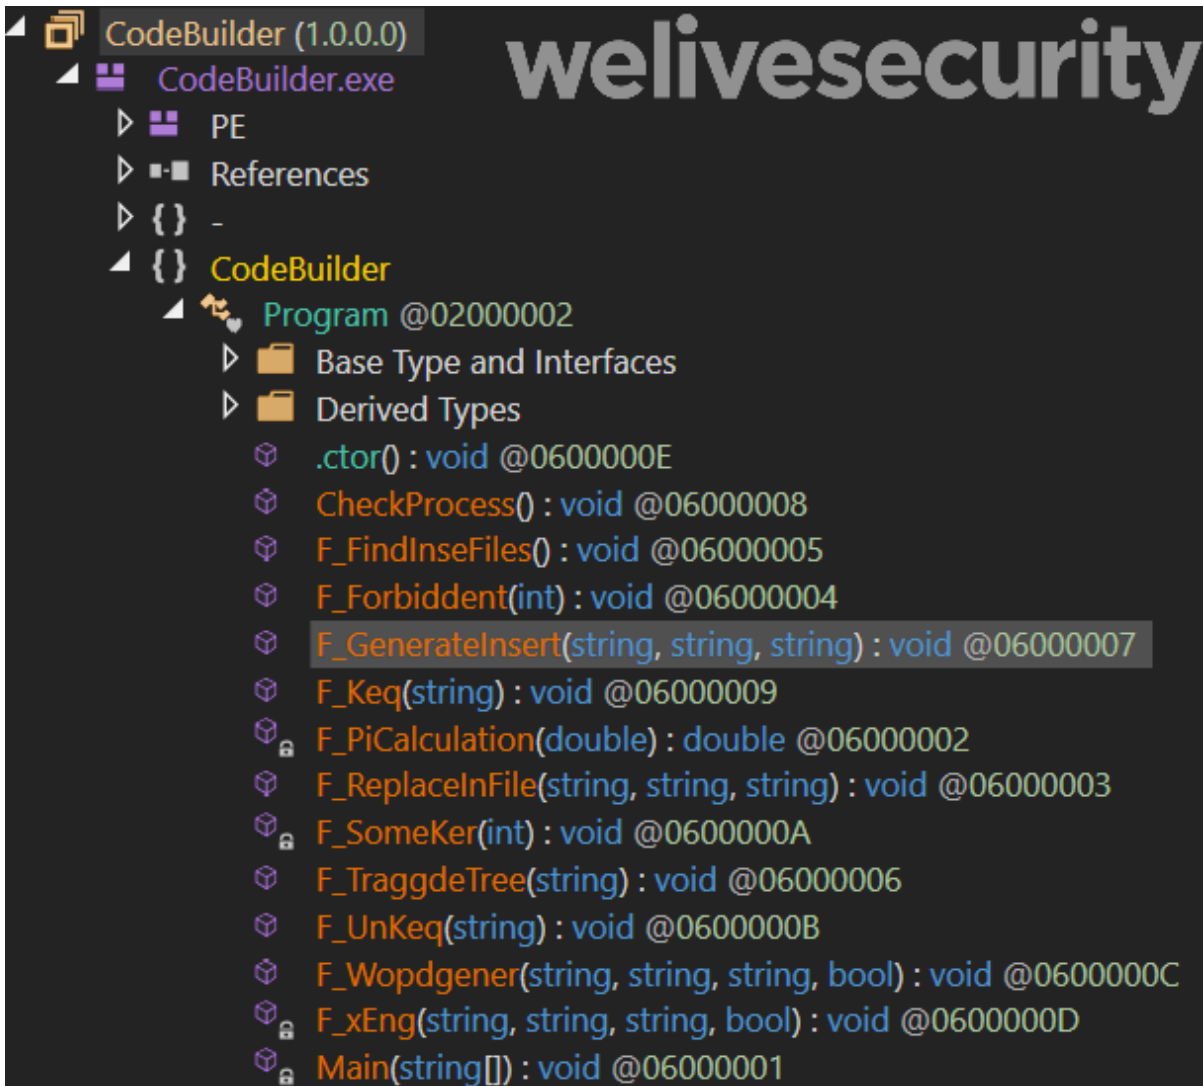 CodeBuilder (1.0.0.0)
welivesecurity
CodeBuilder.exe
PE
References
{ } -
{ } CodeBuilder
Program @02000002
Base Type and Interfaces
Derived Types
.ctor() : void @0600000E
CheckProcess() : void @06000008
F_FindInseFiles() : void @06000005
F_Forbiddent(int) : void @06000004
F_GenerateInsert(string, string, string) : void @06000007
F_Keq(string) : void @06000009
F_PiCalculation(double) : double @06000002
F_ReplaceInFile(string, string, string) : void @06000003
F_SomeKer(int) : void @0600000A
F_TraggdeTree(string) : void @06000006
F_UnKeq(string) : void @0600000B
F_Wopdgener(string, string, string, bool) : void @0600000C
F_xEng(string, string, string, bool) : void @0600000D
Main(string[]) : void @06000001